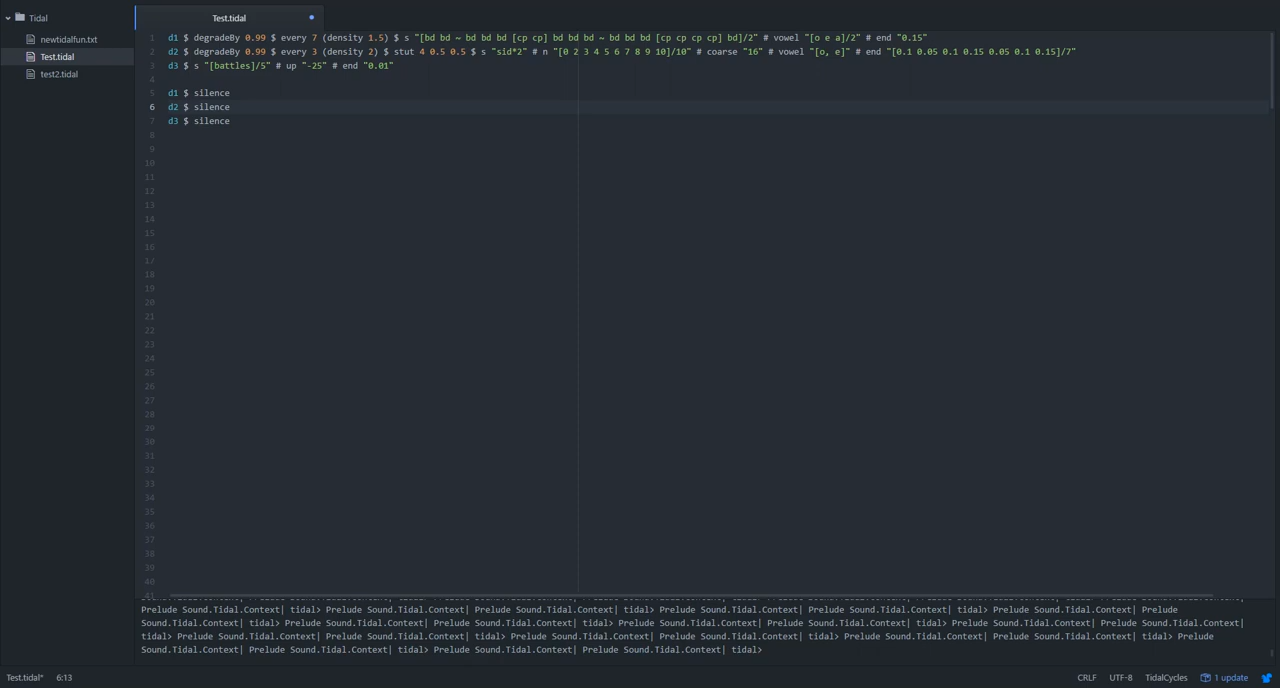 Tidal
newtidalfun.txt
Test.tidal
test2.tidal
Test.tidal
1 d1 $ degradeBy 0.99 $ every 7 (density 1.5) $ s "[bd bd ~ bd bd bd [cp cp] bd bd bd ~ bd bd bd [cp cp cp cp] bd]/2" # vowel "[o e a]/2" # end "0.15"
2 d2 $ degradeBy 0.99 $ every 3 (density 2) $ stut 4 0.5 0.5 $ s "sid*2" # n "[0 2 3 4 5 6 7 8 9 10]/10" # coarse "16" # vowel "[o, e]" # end "[0.1 0.05 0.1 0.15 0.05 0.1 0.15]/7"
3 d3 $ s "[battles]/5" # up "-25" # end "0.01"
4
5 d1 $ silence
6 d2 $ silence
7 d3 $ silence
8
9
10
11
12
13
14
15
16
17
18
19
20
21
22
23
24
25
26
27
28
29
30
31
32
33
34
35
36
37
38
39
40
Prelude Sound.Tidal.Context| tidal> Prelude Sound.Tidal.Context| Prelude Sound.Tidal.Context| tidal> Prelude Sound.Tidal.Context| Prelude Sound.Tidal.Context| tidal> Prelude Sound.Tidal.Context| Prelude
Sound.Tidal.Context| tidal> Prelude Sound.Tidal.Context| Prelude Sound.Tidal.Context| tidal> Prelude Sound.Tidal.Context| Prelude Sound.Tidal.Context| tidal> Prelude Sound.Tidal.Context| Prelude Sound.Tidal.Context|
tidal> Prelude Sound.Tidal.Context| Prelude Sound.Tidal.Context| tidal> Prelude Sound.Tidal.Context| Prelude Sound.Tidal.Context| tidal> Prelude Sound.Tidal.Context| Prelude Sound.Tidal.Context| tidal> Prelude
Sound.Tidal.Context| Prelude Sound.Tidal.Context| tidal> Prelude Sound.Tidal.Context| Prelude Sound.Tidal.Context| tidal>
Test.tidal* 6:13 CRLF UTF-8 TidalCycles 1 update